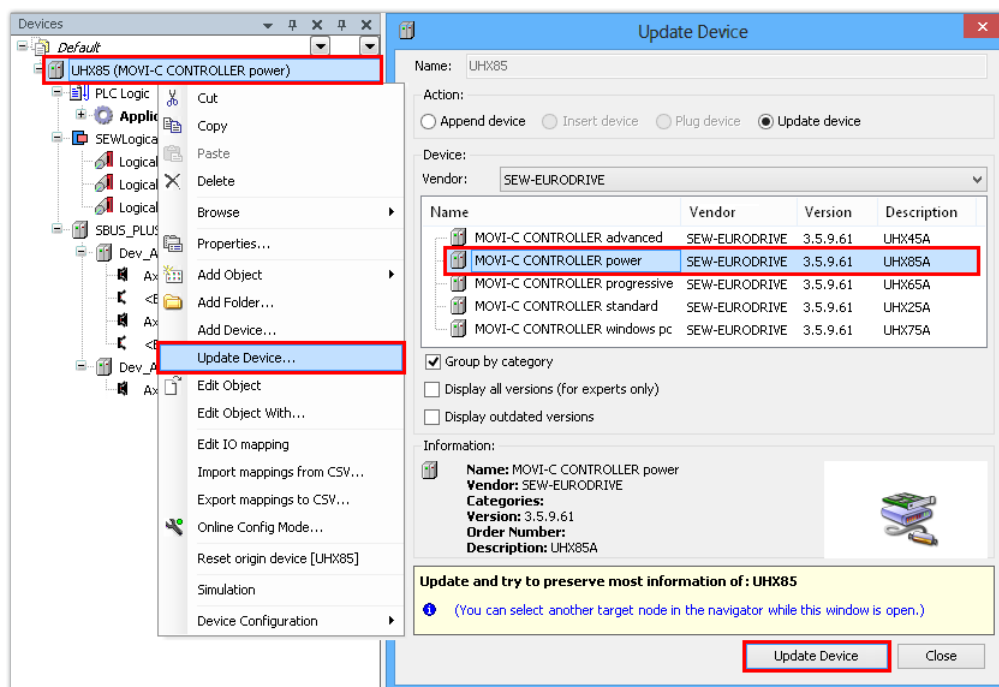 Devices
Default
UHX85 (MOVI-C CONTROLLER power)
PLC Logic
Applic
SEWLogical
Logical
Logical
Logical
SBUS_PLUS
Dev_A
Ax
<E
Ax
<E
Dev_A
Ax
Cut
Copy
Paste
Delete
Browse
Properties...
Add Object
Add Folder...
Add Device...
Update Device...
Edit Object
Edit Object With...
Edit IO mapping
Import mappings from CSV...
Export mappings to CSV...
Online Config Mode...
Reset origin device [UHX85]
Simulation
Device Configuration
Update Device
Name: UHX85
Action:
Append device Insert device Plug device Update device
Device:
Vendor: SEW-EURODRIVE
Name Vendor Version Description
MOVI-C CONTROLLER advanced SEW-EURODRIVE 3.5.9.61 UHX45A
MOVI-C CONTROLLER power SEW-EURODRIVE 3.5.9.61 UHX85A
MOVI-C CONTROLLER progressive SEW-EURODRIVE 3.5.9.61 UHX65A
MOVI-C CONTROLLER standard SEW-EURODRIVE 3.5.9.61 UHX25A
MOVI-C CONTROLLER windows pc SEW-EURODRIVE 3.5.9.61 UHX75A
Group by category
Display all versions (for experts only)
Display outdated versions
Information:
Name: MOVI-C CONTROLLER power
Vendor: SEW-EURODRIVE
Categories:
Version: 3.5.9.61
Order Number:
Description: UHX85A
Update and try to preserve most information of: UHX85
(You can select another target node in the navigator while this window is open.)
Update Device Close